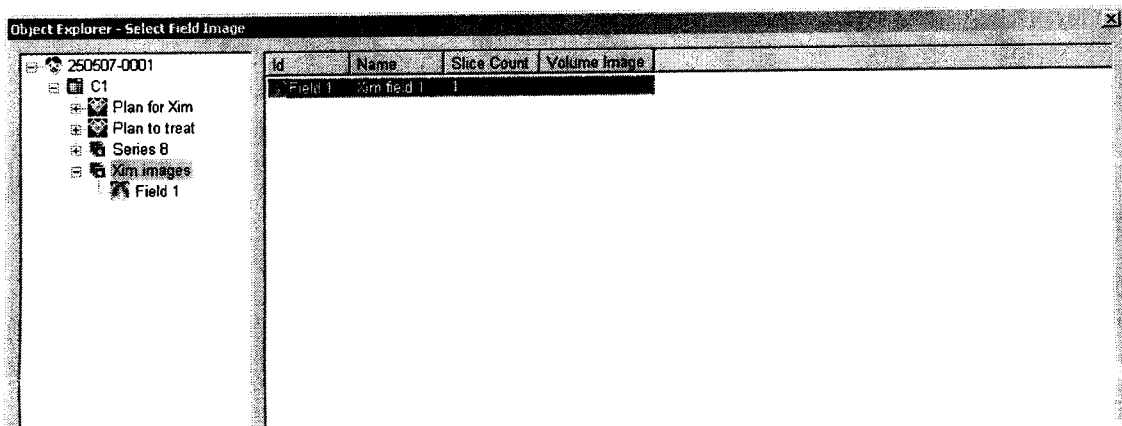 Object Explorer - Select Field Image
250507-0001
C1
Plan for Xim
Plan to treat
Series 8
Xim images
Field 1
Id Name Slice Count Volume Image
Field 1 Xim field 1 1